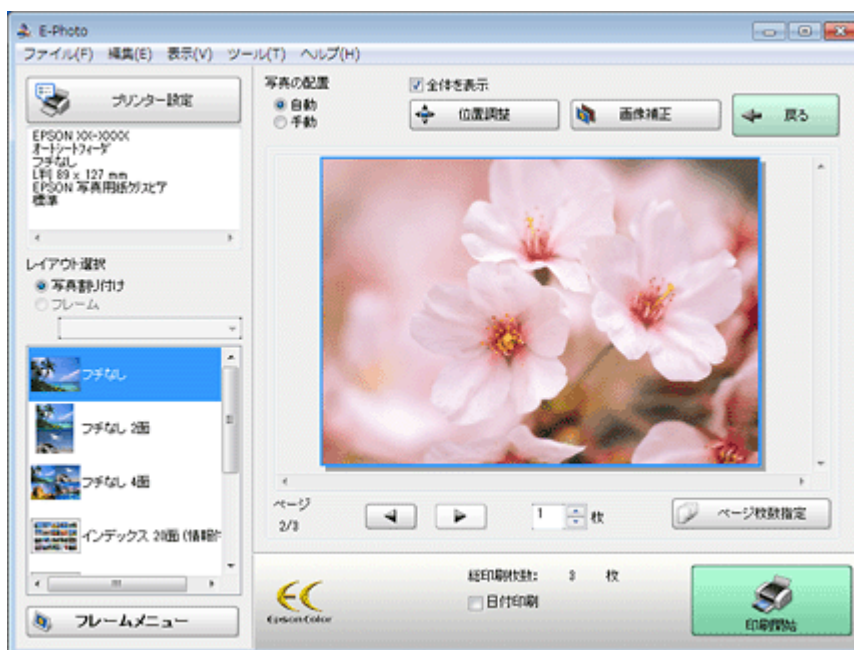 E-Photo
ファイル(F) 編集(E) 表示(V) ツール(T) ヘルプ(H)
プリンター設定
EPSON XX-XXXX
オートシートフィーダ
フチなし
L判 89 x 127 mm
EPSON 写真用紙クリスピア
標準
レイアウト選択
写真割り付け
フレーム
フチなし
フチなし 2面
フチなし 4面
インデックス 20面 (情報付
フレームメニュー
写真の配置
自動
手動
全体を表示
位置調整
画像補正
戻る
ページ
2/3
1 枚
ページ枚数指定
Epson Color
総印刷枚数: 3 枚
日付印刷
印刷開始